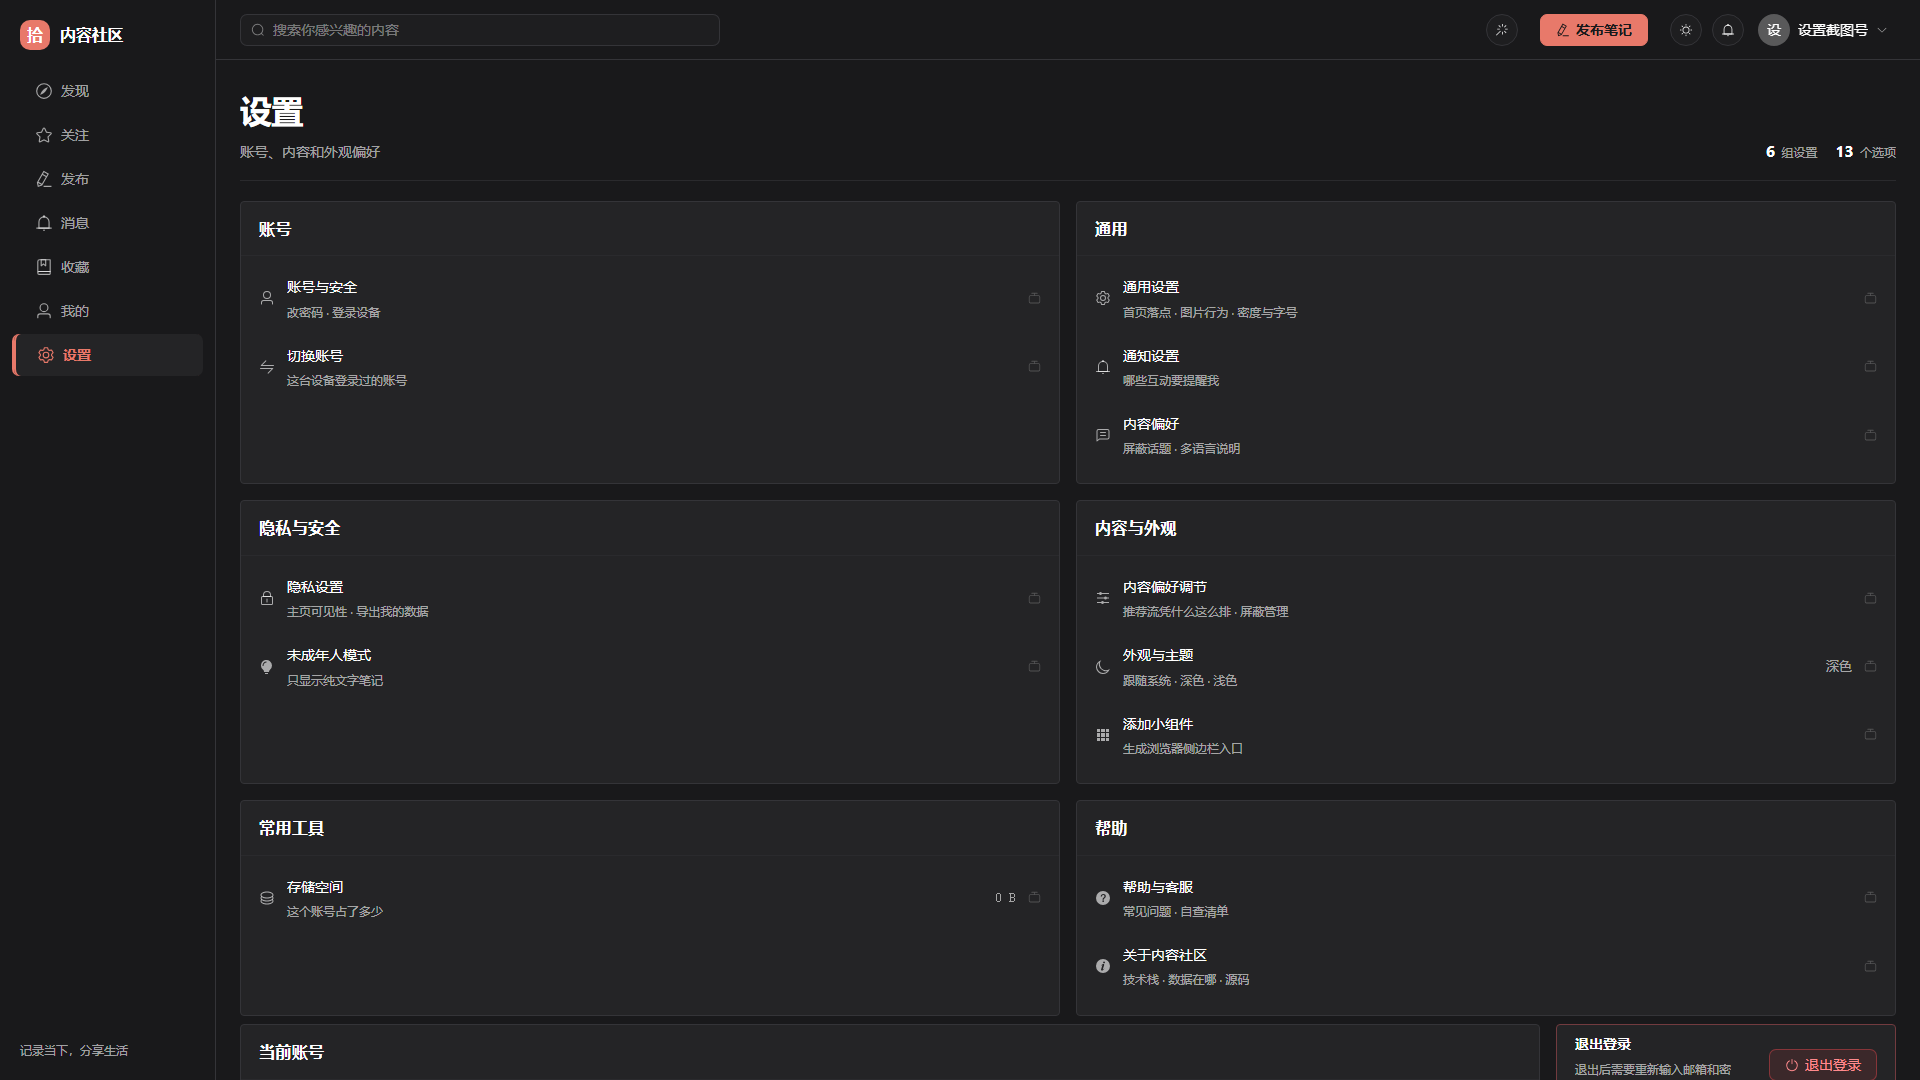 拾 内容社区
搜索你感兴趣的内容
发布笔记
设 设置截图号
发现
关注
发布
消息
收藏
我的
设置
记录当下，分享生活
设置
账号、内容和外观偏好
6 组设置 13 个选项
账号
账号与安全
改密码 · 登录设备
切换账号
这台设备登录过的账号
通用
通用设置
首页落点 · 图片行为 · 密度与字号
通知设置
哪些互动要提醒我
内容偏好
屏蔽话题 · 多语言说明
隐私与安全
隐私设置
主页可见性 · 导出我的数据
未成年人模式
只显示纯文字笔记
内容与外观
内容偏好调节
推荐流凭什么这么排 · 屏蔽管理
外观与主题
跟随系统 · 深色 · 浅色
深色
添加小组件
生成浏览器侧边栏入口
常用工具
存储空间
这个账号占了多少
0 B
帮助
帮助与客服
常见问题 · 自查清单
关于内容社区
技术栈 · 数据在哪 · 源码
当前账号
退出登录
退出后需要重新输入邮箱和密
退出登录